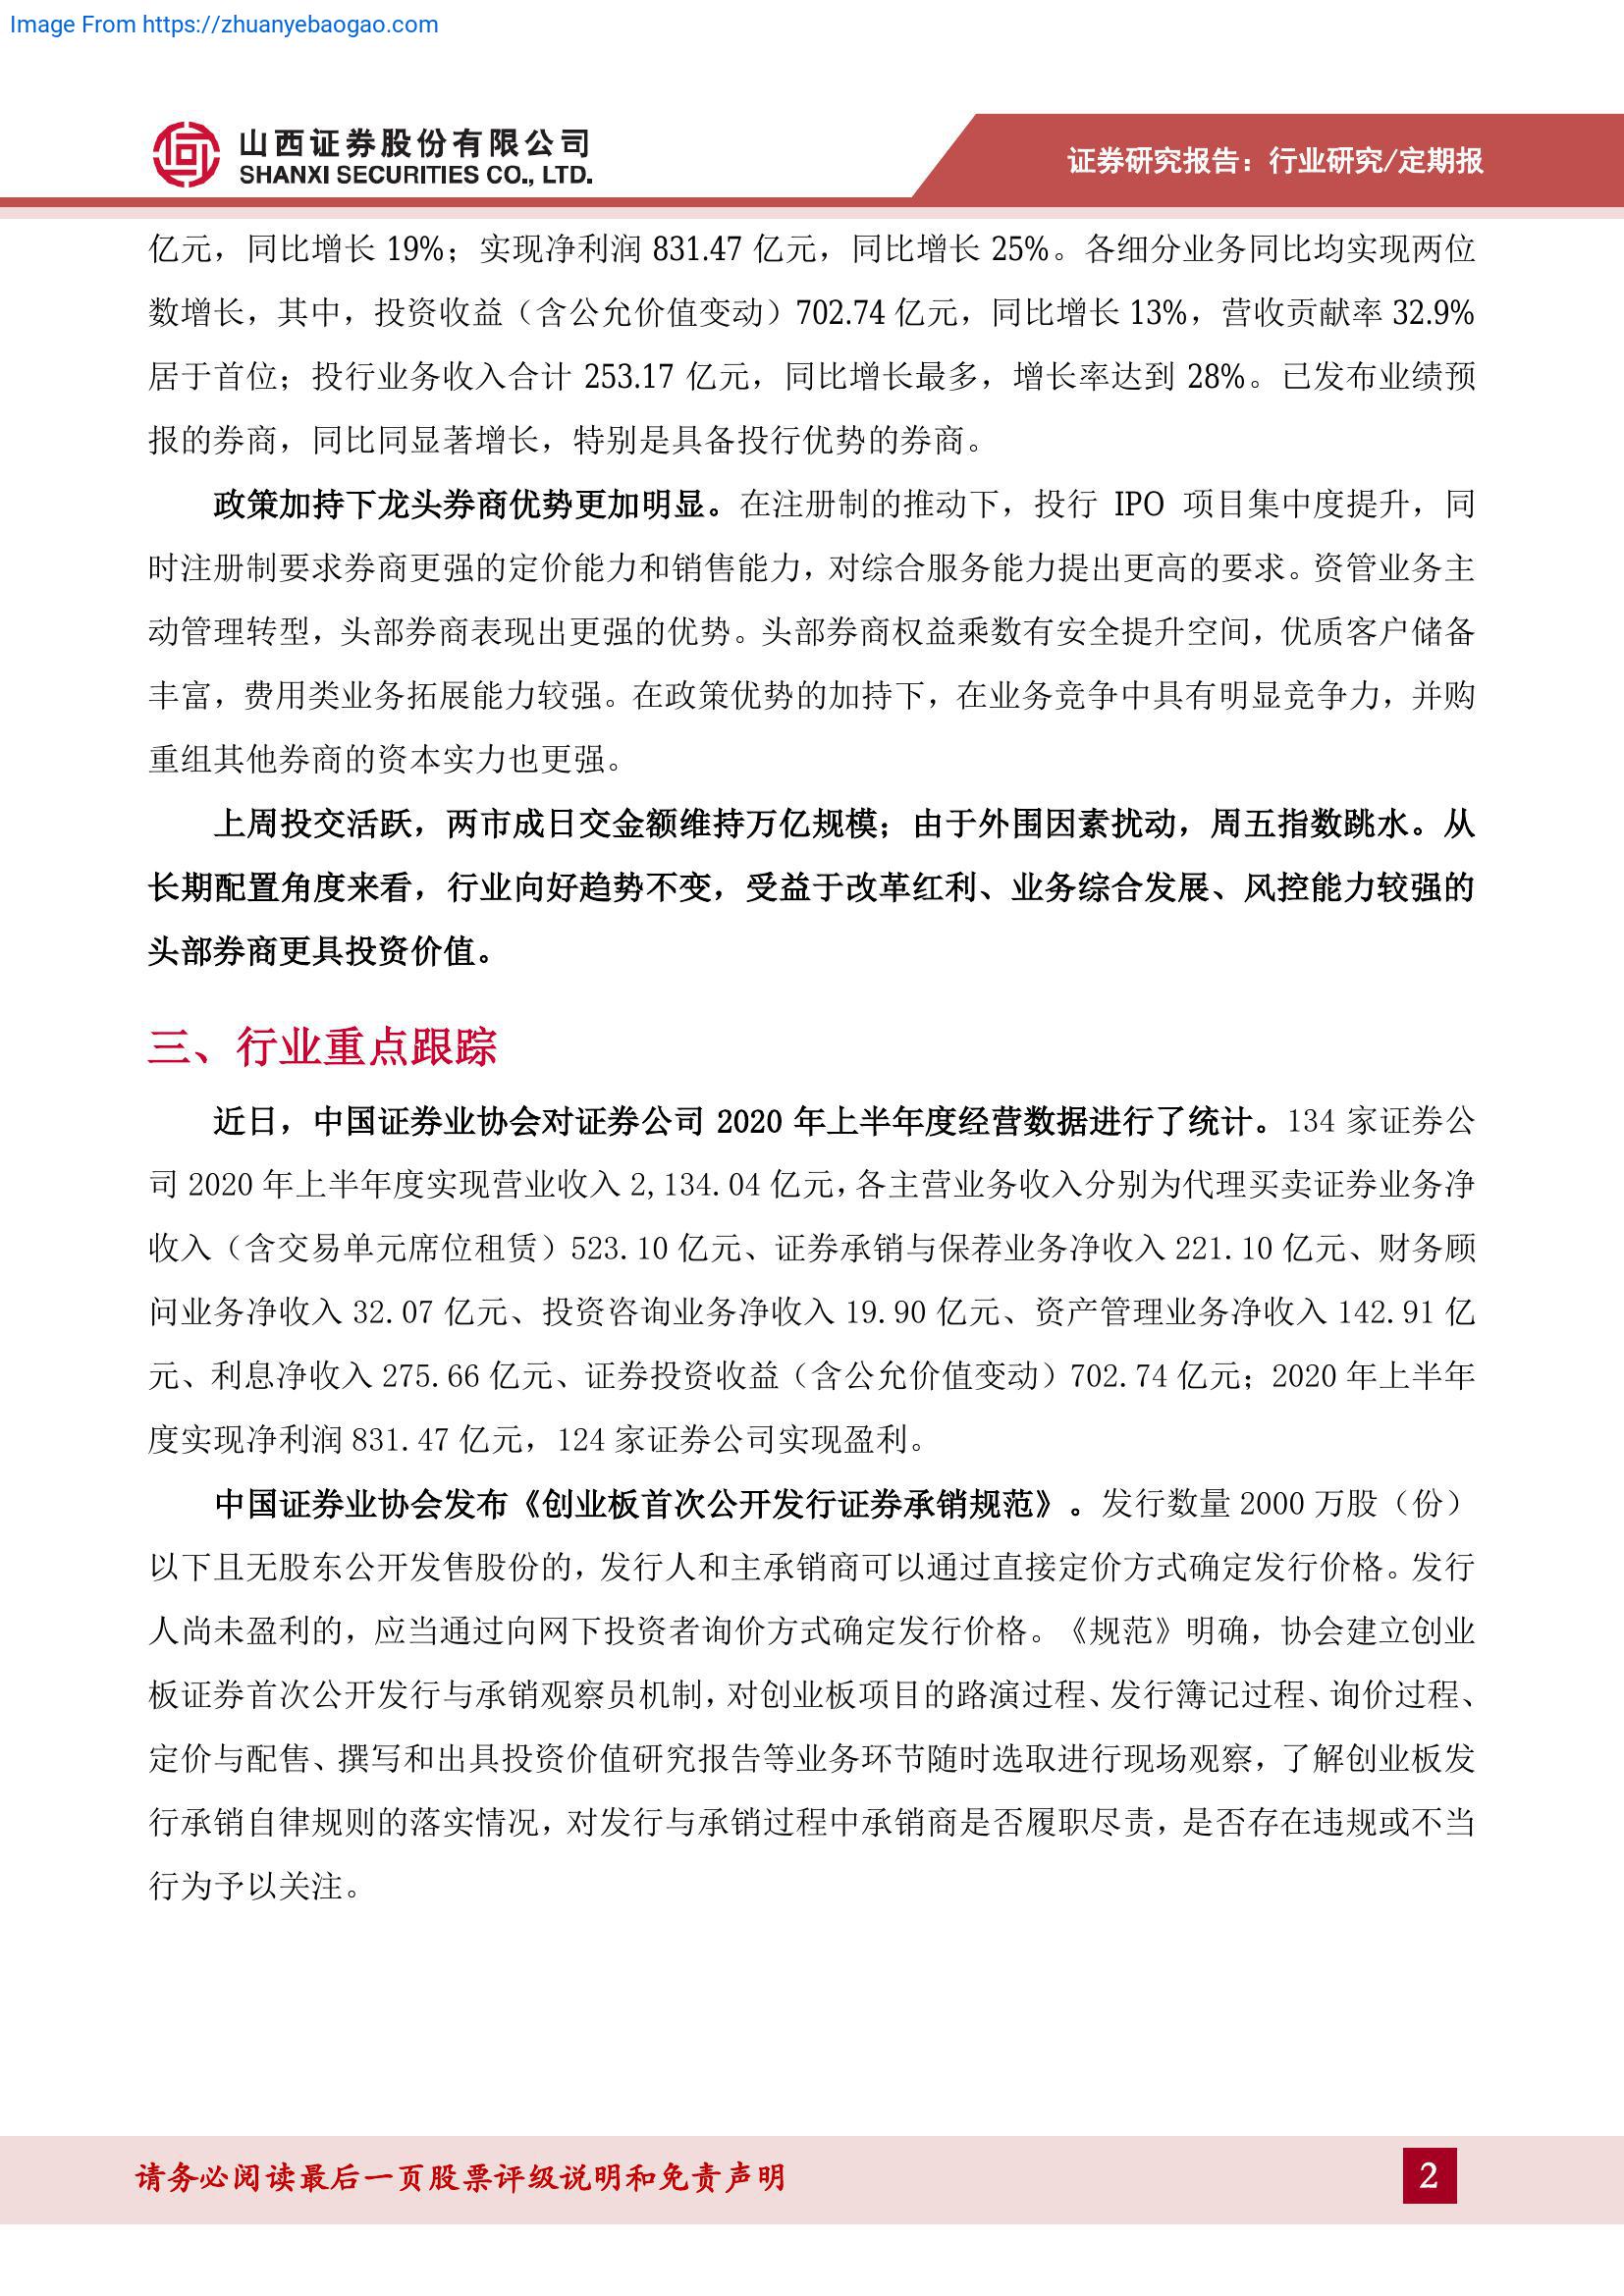 Image From https://zhuanyebaogao.com
山西证券股份有限公司
SHANXI SECURITIES CO., LTD.
证券研究报告：行业研究/定期报
亿元，同比增长 19%；实现净利润 831.47 亿元，同比增长 25%。各细分业务同比均实现两位
数增长，其中，投资收益（含公允价值变动）702.74 亿元，同比增长 13%，营收贡献率 32.9%
居于首位；投行业务收入合计 253.17 亿元，同比增长最多，增长率达到 28%。已发布业绩预
报的券商，同比同显著增长，特别是具备投行优势的券商。
政策加持下龙头券商优势更加明显。在注册制的推动下，投行 IPO 项目集中度提升，同
时注册制要求券商更强的定价能力和销售能力，对综合服务能力提出更高的要求。资管业务主
动管理转型，头部券商表现出更强的优势。头部券商权益乘数有安全提升空间，优质客户储备
丰富，费用类业务拓展能力较强。在政策优势的加持下，在业务竞争中具有明显竞争力，并购
重组其他券商的资本实力也更强。
上周投交活跃，两市成日交金额维持万亿规模；由于外围因素扰动，周五指数跳水。从
长期配置角度来看，行业向好趋势不变，受益于改革红利、业务综合发展、风控能力较强的
头部券商更具投资价值。
三、行业重点跟踪
近日，中国证券业协会对证券公司 2020 年上半年度经营数据进行了统计。134 家证券公
司 2020 年上半年度实现营业收入 2,134.04 亿元，各主营业务收入分别为代理买卖证券业务净
收入（含交易单元席位租赁）523.10 亿元、证券承销与保荐业务净收入 221.10 亿元、财务顾
问业务净收入 32.07 亿元、投资咨询业务净收入 19.90 亿元、资产管理业务净收入 142.91 亿
元、利息净收入 275.66 亿元、证券投资收益（含公允价值变动）702.74 亿元；2020 年上半年
度实现净利润 831.47 亿元，124 家证券公司实现盈利。
中国证券业协会发布《创业板首次公开发行证券承销规范》。发行数量 2000 万股（份）
以下且无股东公开发售股份的，发行人和主承销商可以通过直接定价方式确定发行价格。发行
人尚未盈利的，应当通过向网下投资者询价方式确定发行价格。《规范》明确，协会建立创业
板证券首次公开发行与承销观察员机制，对创业板项目的路演过程、发行簿记过程、询价过程、
定价与配售、撰写和出具投资价值研究报告等业务环节随时选取进行现场观察，了解创业板发
行承销自律规则的落实情况，对发行与承销过程中承销商是否履职尽责，是否存在违规或不当
行为予以关注。
请务必阅读最后一页股票评级说明和免责声明
2